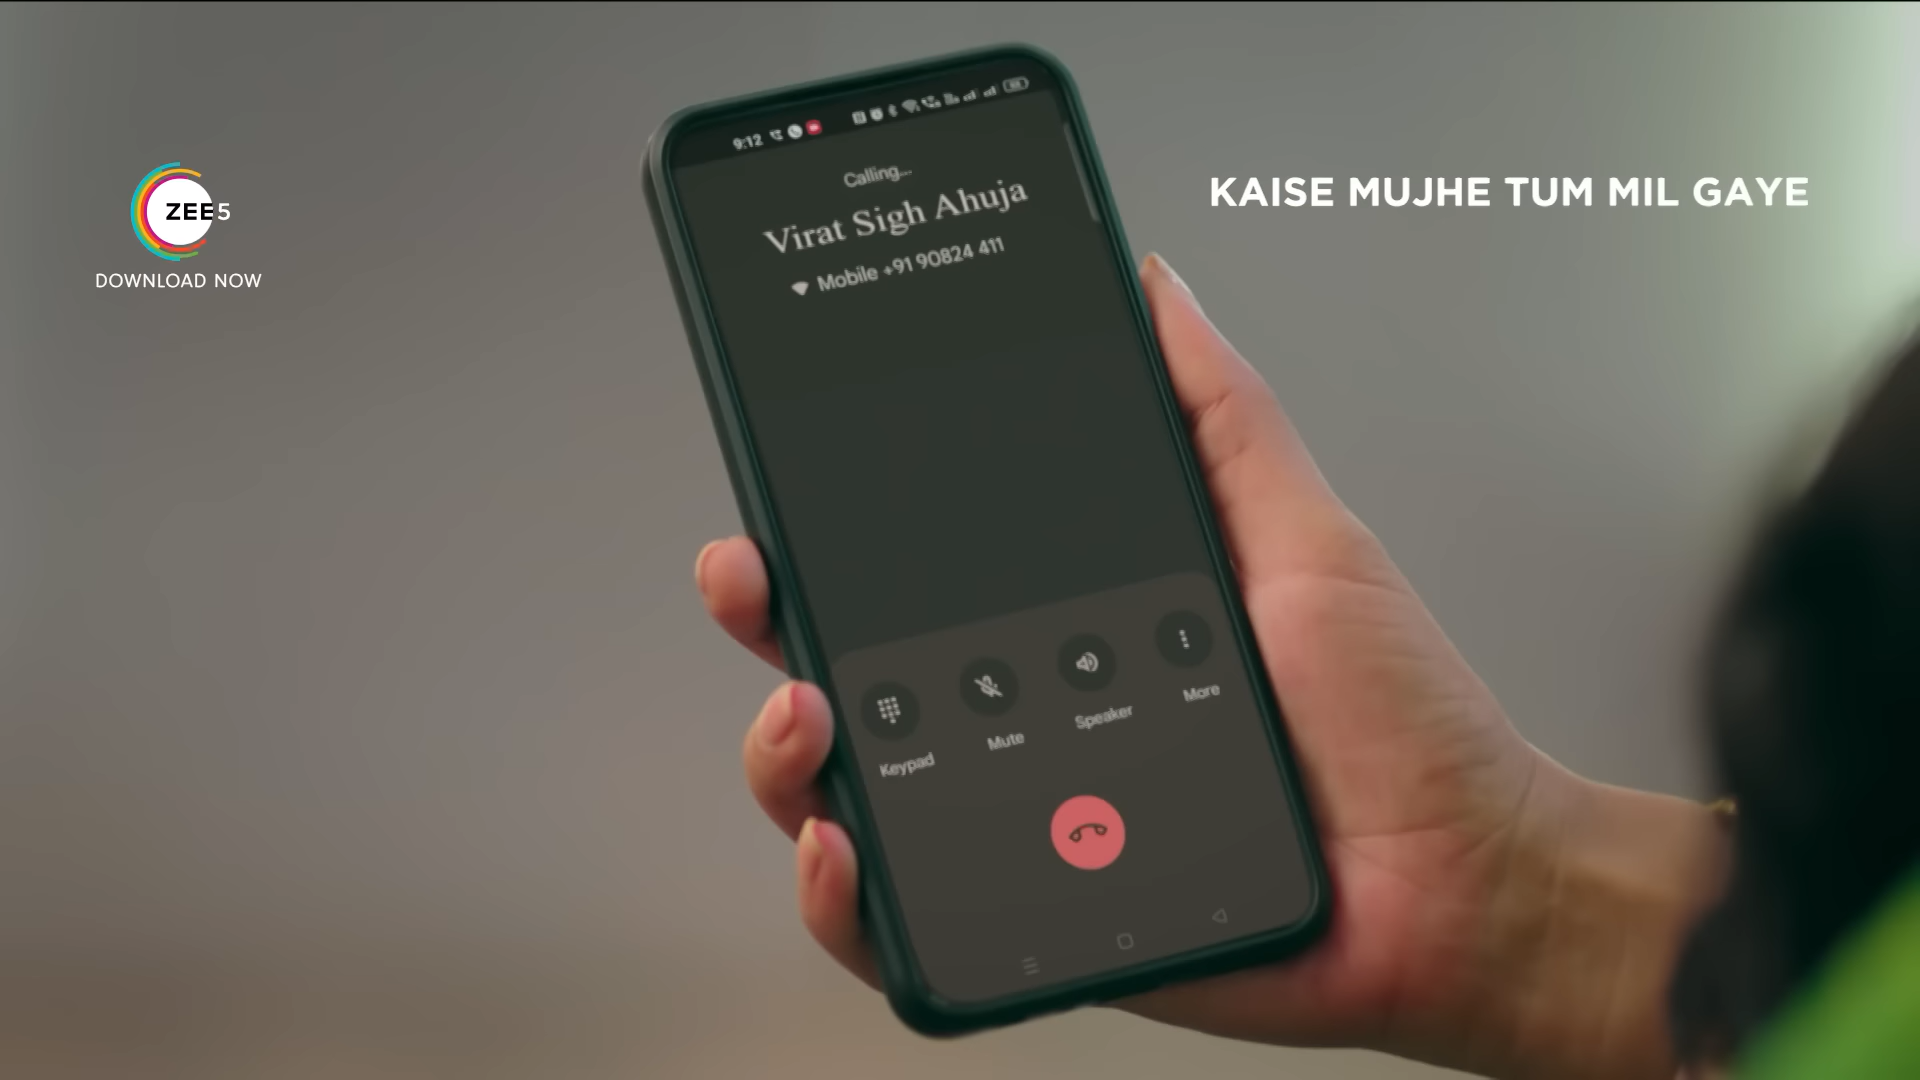 ZEE5
DOWNLOAD NOW
KAISE MUJHE TUM MIL GAYE
9:12
Calling...
Virat Sigh Ahuja
Mobile +91 90824 411
Keypad
Mute
Speaker
More